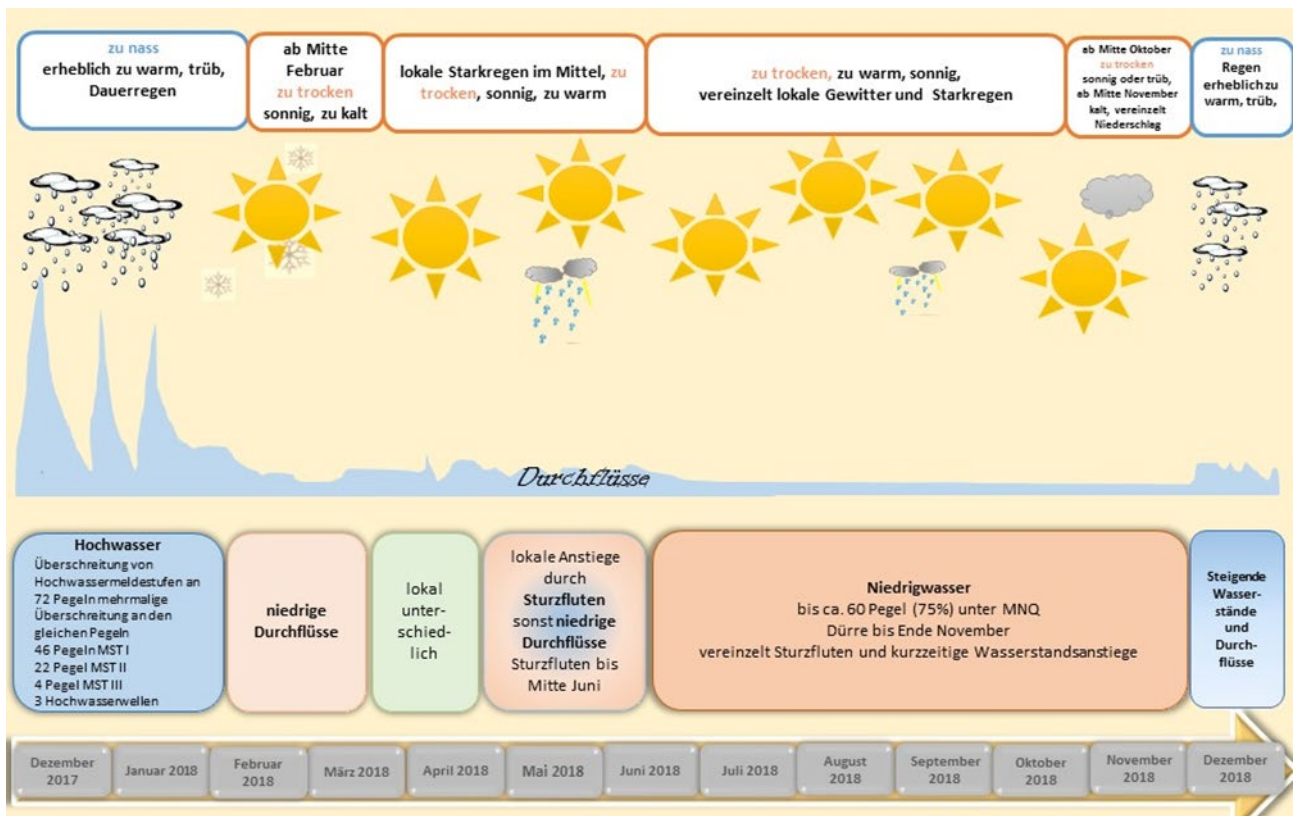 zu nass
erheblich zu warm, trüb,
Dauerregen
ab Mitte
Februar
zu trocken
sonnig, zu kalt
lokale Starkregen im Mittel, zu
trocken, sonnig, zu warm
zu trocken, zu warm, sonnig,
vereinzelt lokale Gewitter und Starkregen
ab Mitte Oktober
zu trocken
sonnig oder trüb,
ab Mitte November
kalt, vereinzelt
Niederschlag
zu nass
Regen
erheblich zu
warm, trüb,
Durchflüsse
Hochwasser
Überschreitung von
Hochwassermeldestufen an
72 Pegeln mehrmalige
Überschreitung an den
gleichen Pegeln
46 Pegeln MST I
22 Pegel MST II
4 Pegel MST III
3 Hochwasserwellen
niedrige
Durchflüsse
lokal
unter-
schied-
lich
lokale Anstiege
durch
Sturzfluten
sonst niedrige
Durchflüsse
Sturzfluten bis
Mitte Juni
Niedrigwasser
bis ca. 60 Pegel (75%) unter MNQ
Dürre bis Ende November
vereinzelt Sturzfluten und kurzzeitige Wasserstandsanstiege
Steigende
Wasser-
stände
und
Durch-
flüsse
Dezember
2017
Januar 2018
Februar
2018
März 2018
April 2018
Mai 2018
Juni 2018
Juli 2018
August
2018
September
2018
Oktober
2018
November
2018
Dezember
2018